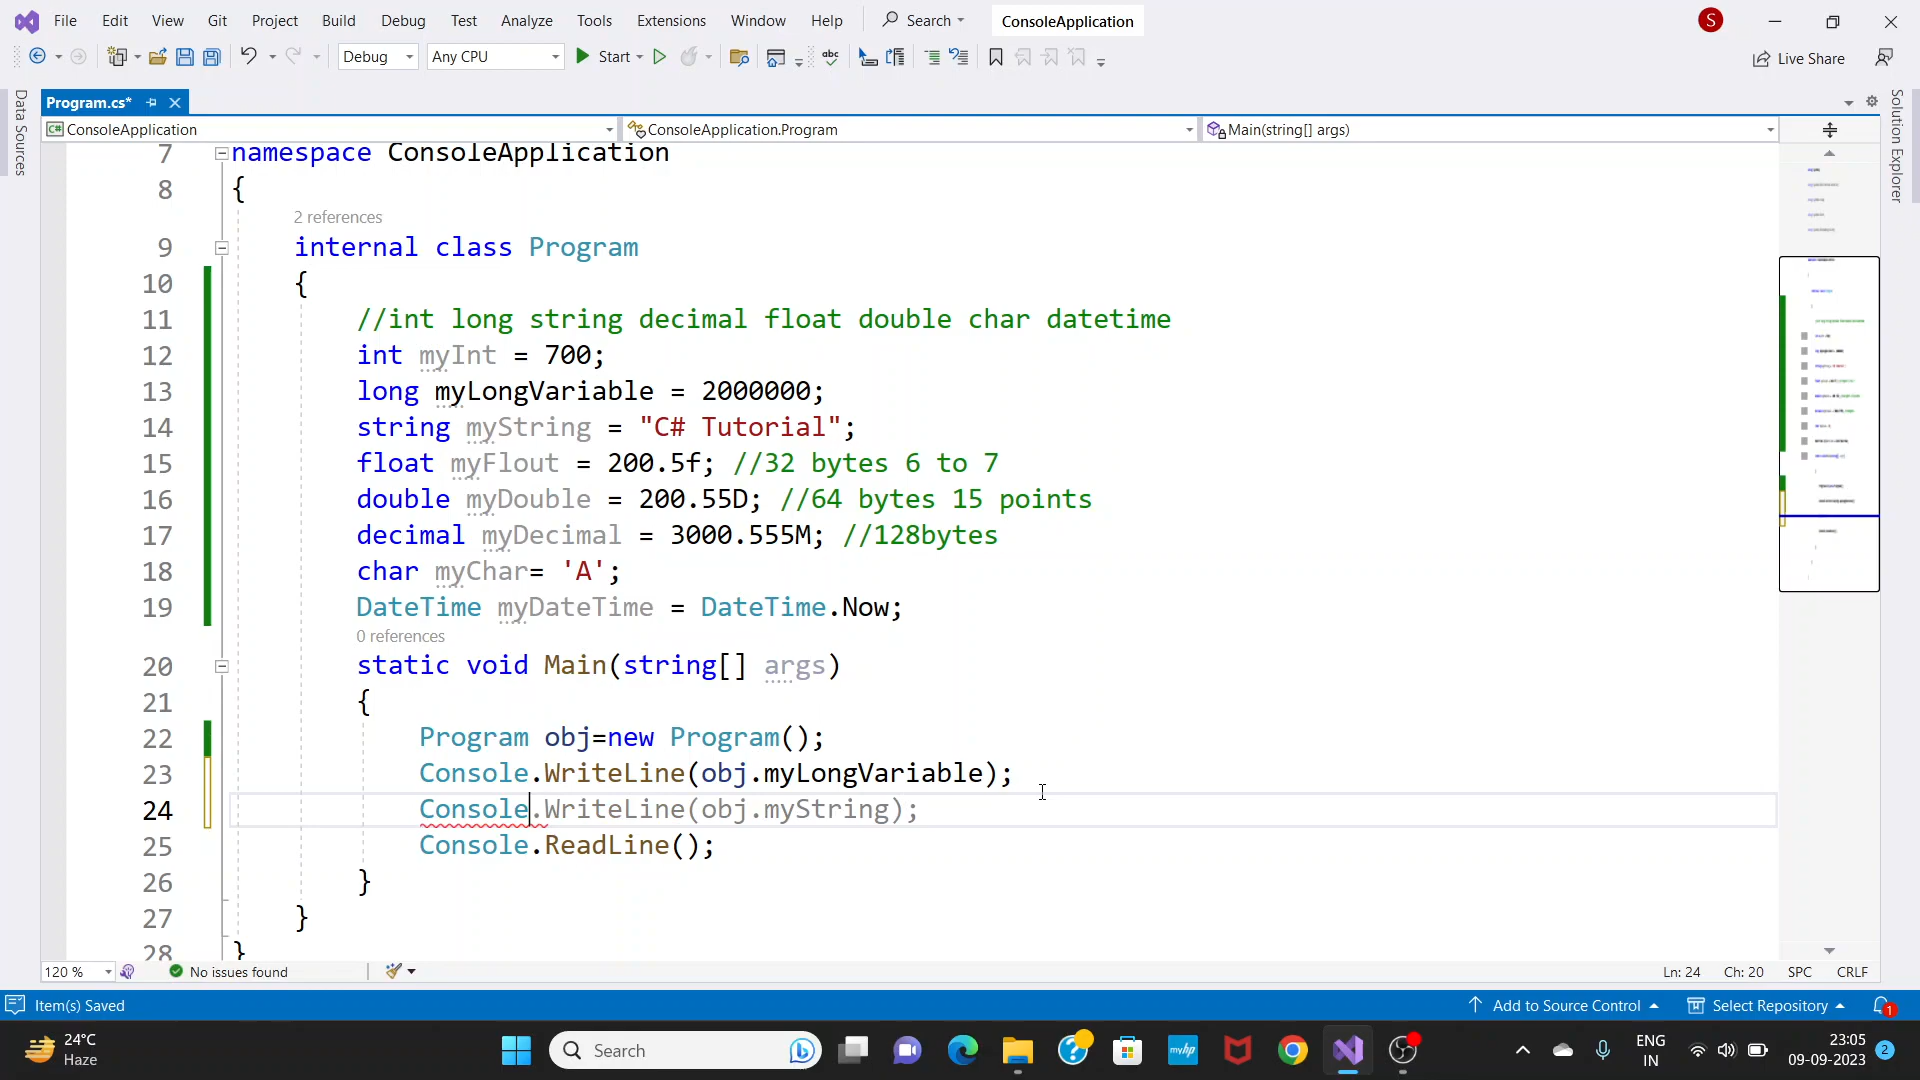 File Edit View Git Project Build Debug Test Analyze Tools Extensions Window Help Search ConsoleApplication S
Debug Any CPU Start abc Live Share
Data Sources
Program.cs*
Solution Explorer
C# ConsoleApplication ConsoleApplication.Program Main(string[] args)
7 namespace ConsoleApplication
8 {
2 references
9 internal class Program
10 {
11 //int long string decimal float double char datetime
12 int myInt = 700;
13 long myLongVariable = 2000000;
14 string myString = "C# Tutorial";
15 float myFlout = 200.5f; //32 bytes 6 to 7
16 double myDouble = 200.55D; //64 bytes 15 points
17 decimal myDecimal = 3000.555M; //128bytes
18 char myChar= 'A';
19 DateTime myDateTime = DateTime.Now;
0 references
20 static void Main(string[] args)
21 {
22 Program obj=new Program();
23 Console.WriteLine(obj.myLongVariable);
24 Console.WriteLine(obj.myString);
25 Console.ReadLine();
26 }
27 }
28 }
120 % No issues found Ln: 24 Ch: 20 SPC CRLF
Item(s) Saved Add to Source Control Select Repository 1
24°C
Haze
Search
myhp
ENG
IN
23:05
09-09-2023
2